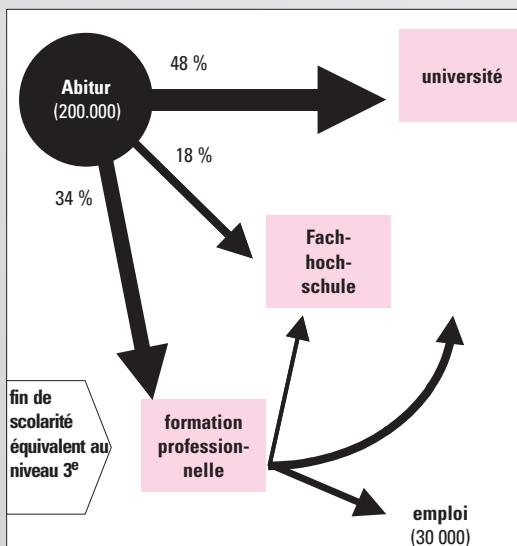 48 %
Abitur
(200.000)
université
18 %
34 %
Fach-
hoch-
schule
fin de
scolarité
équivalent au
niveau 3e
formation
profession-
nelle
emploi
(30 000)